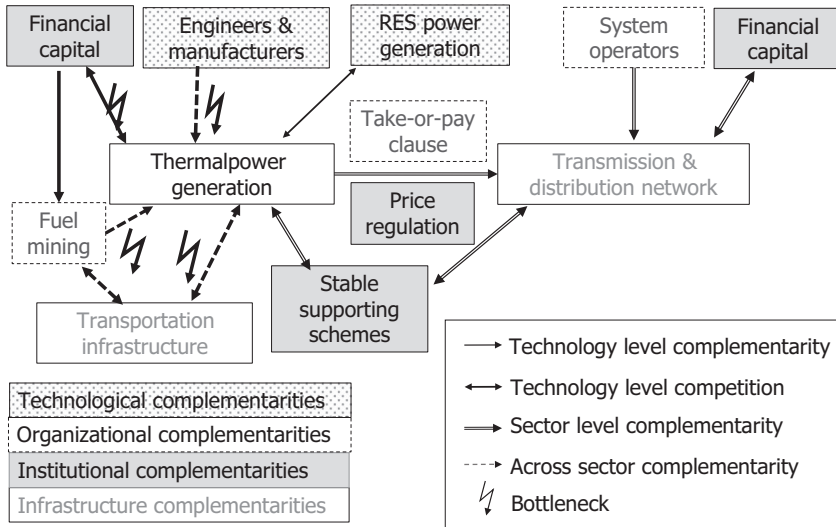 Financial
capital
Engineers &
manufacturers
RES power
generation
System
operators
Financial
capital
Take-or-pay
clause
Thermalpower
generation
Transmission &
distribution network
Price
regulation
Fuel
mining
Stable
supporting
schemes
Transportation
infrastructure
Technology level complementarity
Technology level competition
Sector level complementarity
Across sector complementarity
Bottleneck
Technological complementarities
Organizational complementarities
Institutional complementarities
Infrastructure complementarities